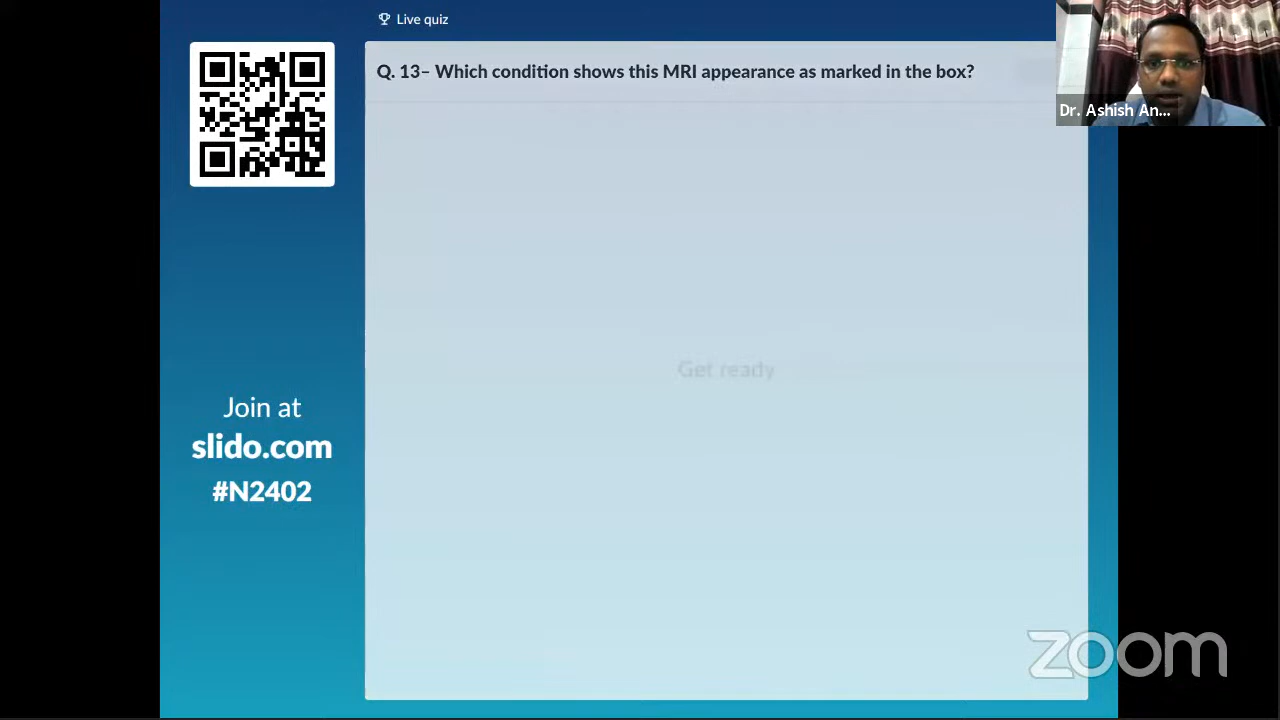 Live quiz
Q. 13– Which condition shows this MRI appearance as marked in the box?
Dr. Ashish An...
Get ready
Join at
slido.com
#N2402
zoom